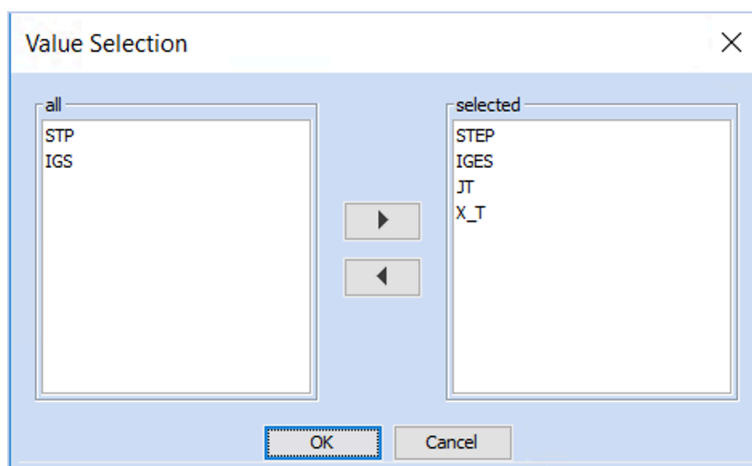 Value Selection
all
STP
IGS
selected
STEP
IGES
JT
X_T
OK
Cancel